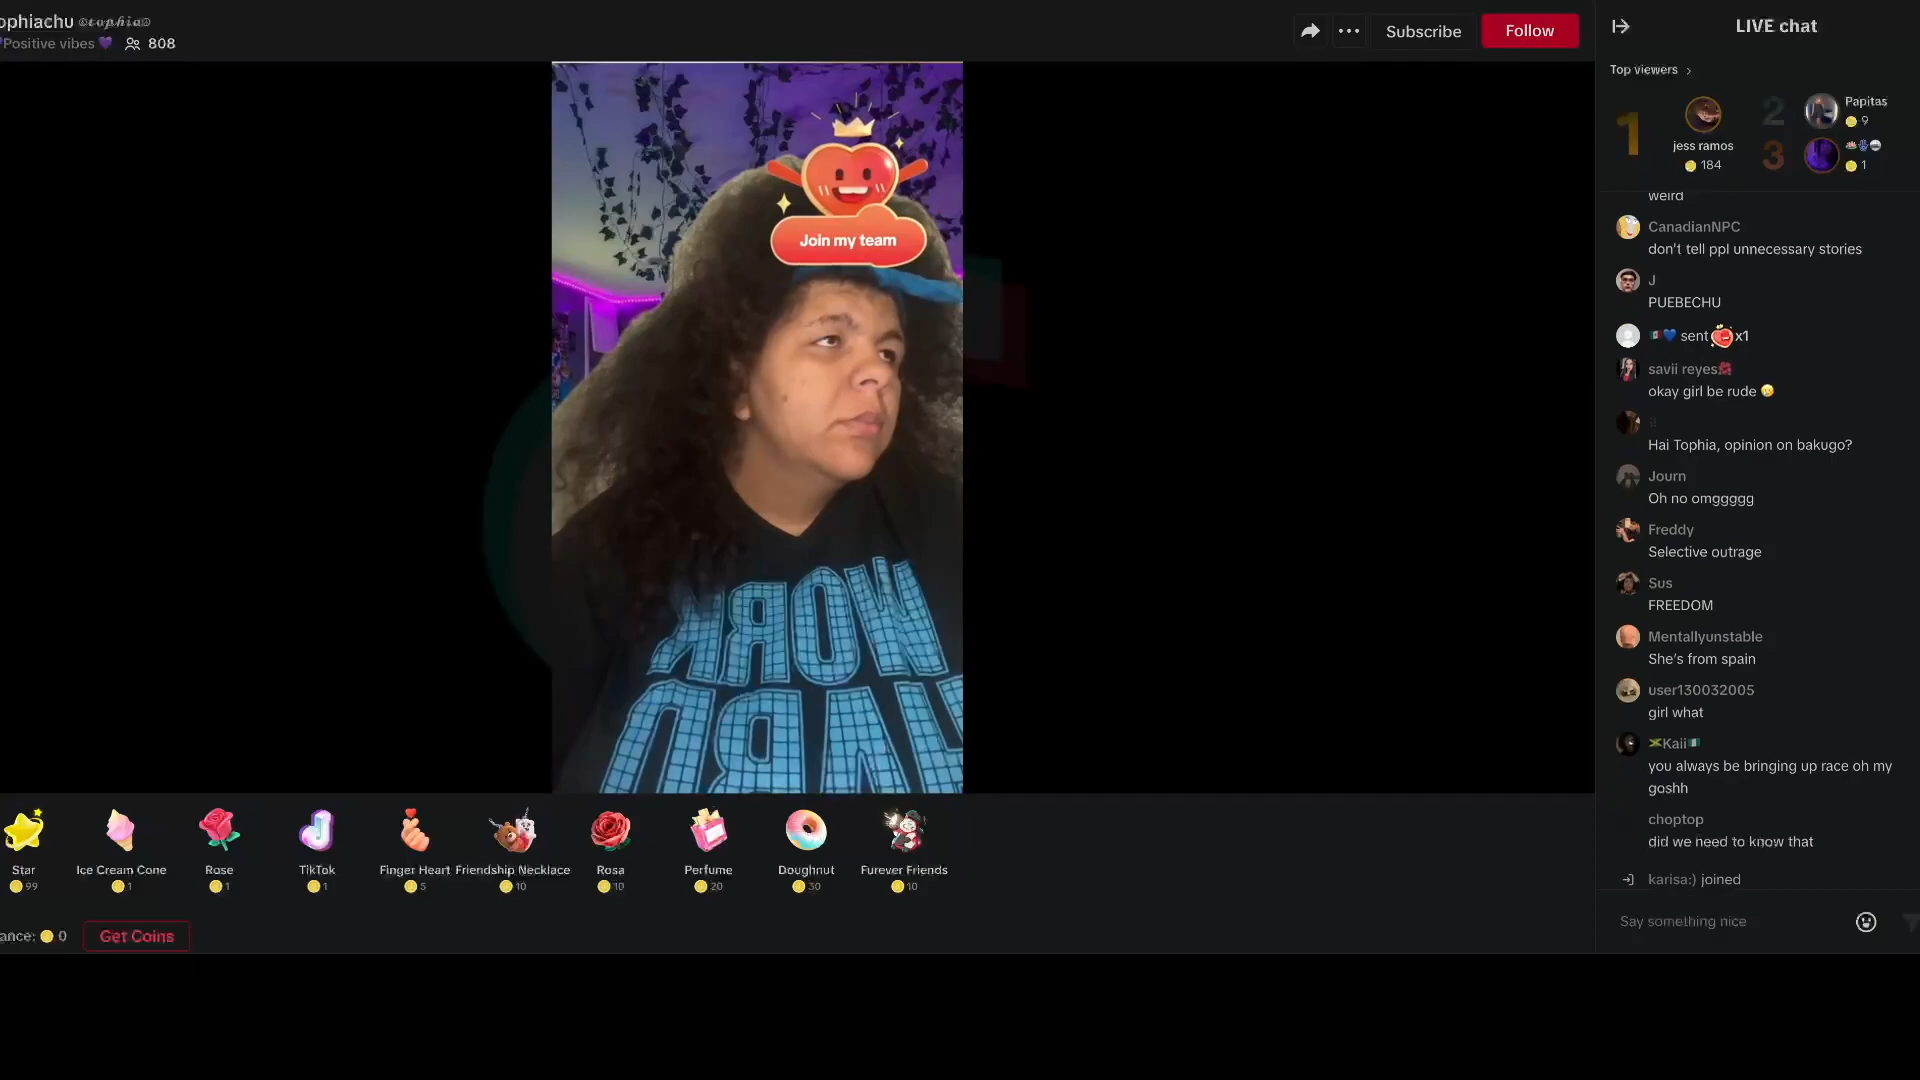 ophiachu @tophia
Positive vibes 💜 808
Subscribe
Follow
LIVE chat
Top viewers >
1
jess ramos
184
2
Papitas
9
3
1
Join my team
WORK
HARD
weird
CanadianNPC
don't tell ppl unnecessary stories
J
PUEBECHU
🇲🇽💙 sent x1
savii reyes🌺
okay girl be rude 🥲
Hai Tophia, opinion on bakugo?
Journ
Oh no omggggg
Freddy
Selective outrage
Sus
FREEDOM
Mentallyunstable
She's from spain
user130032005
girl what
🇯🇲Kaii🇳🇬
you always be bringing up race oh my
goshh
choptop
did we need to know that
karisa:) joined
Say something nice
Star
99
Ice Cream Cone
1
Rose
1
TikTok
1
Finger Heart
5
Friendship Necklace
10
Rosa
10
Perfume
20
Doughnut
30
Furever Friends
10
ance: 0
Get Coins